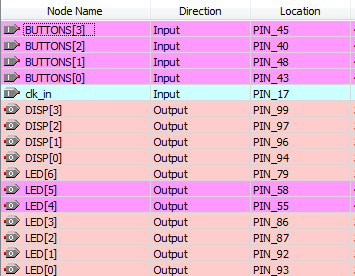 Node Name Direction Location
BUTTONS[3] Input PIN_45
BUTTONS[2] Input PIN_40
BUTTONS[1] Input PIN_48
BUTTONS[0] Input PIN_43
clk_in Input PIN_17
DISP[3] Output PIN_99
DISP[2] Output PIN_97
DISP[1] Output PIN_96
DISP[0] Output PIN_94
LED[6] Output PIN_79
LED[5] Output PIN_58
LED[4] Output PIN_55
LED[3] Output PIN_86
LED[2] Output PIN_87
LED[1] Output PIN_92
LED[0] Output PIN_93